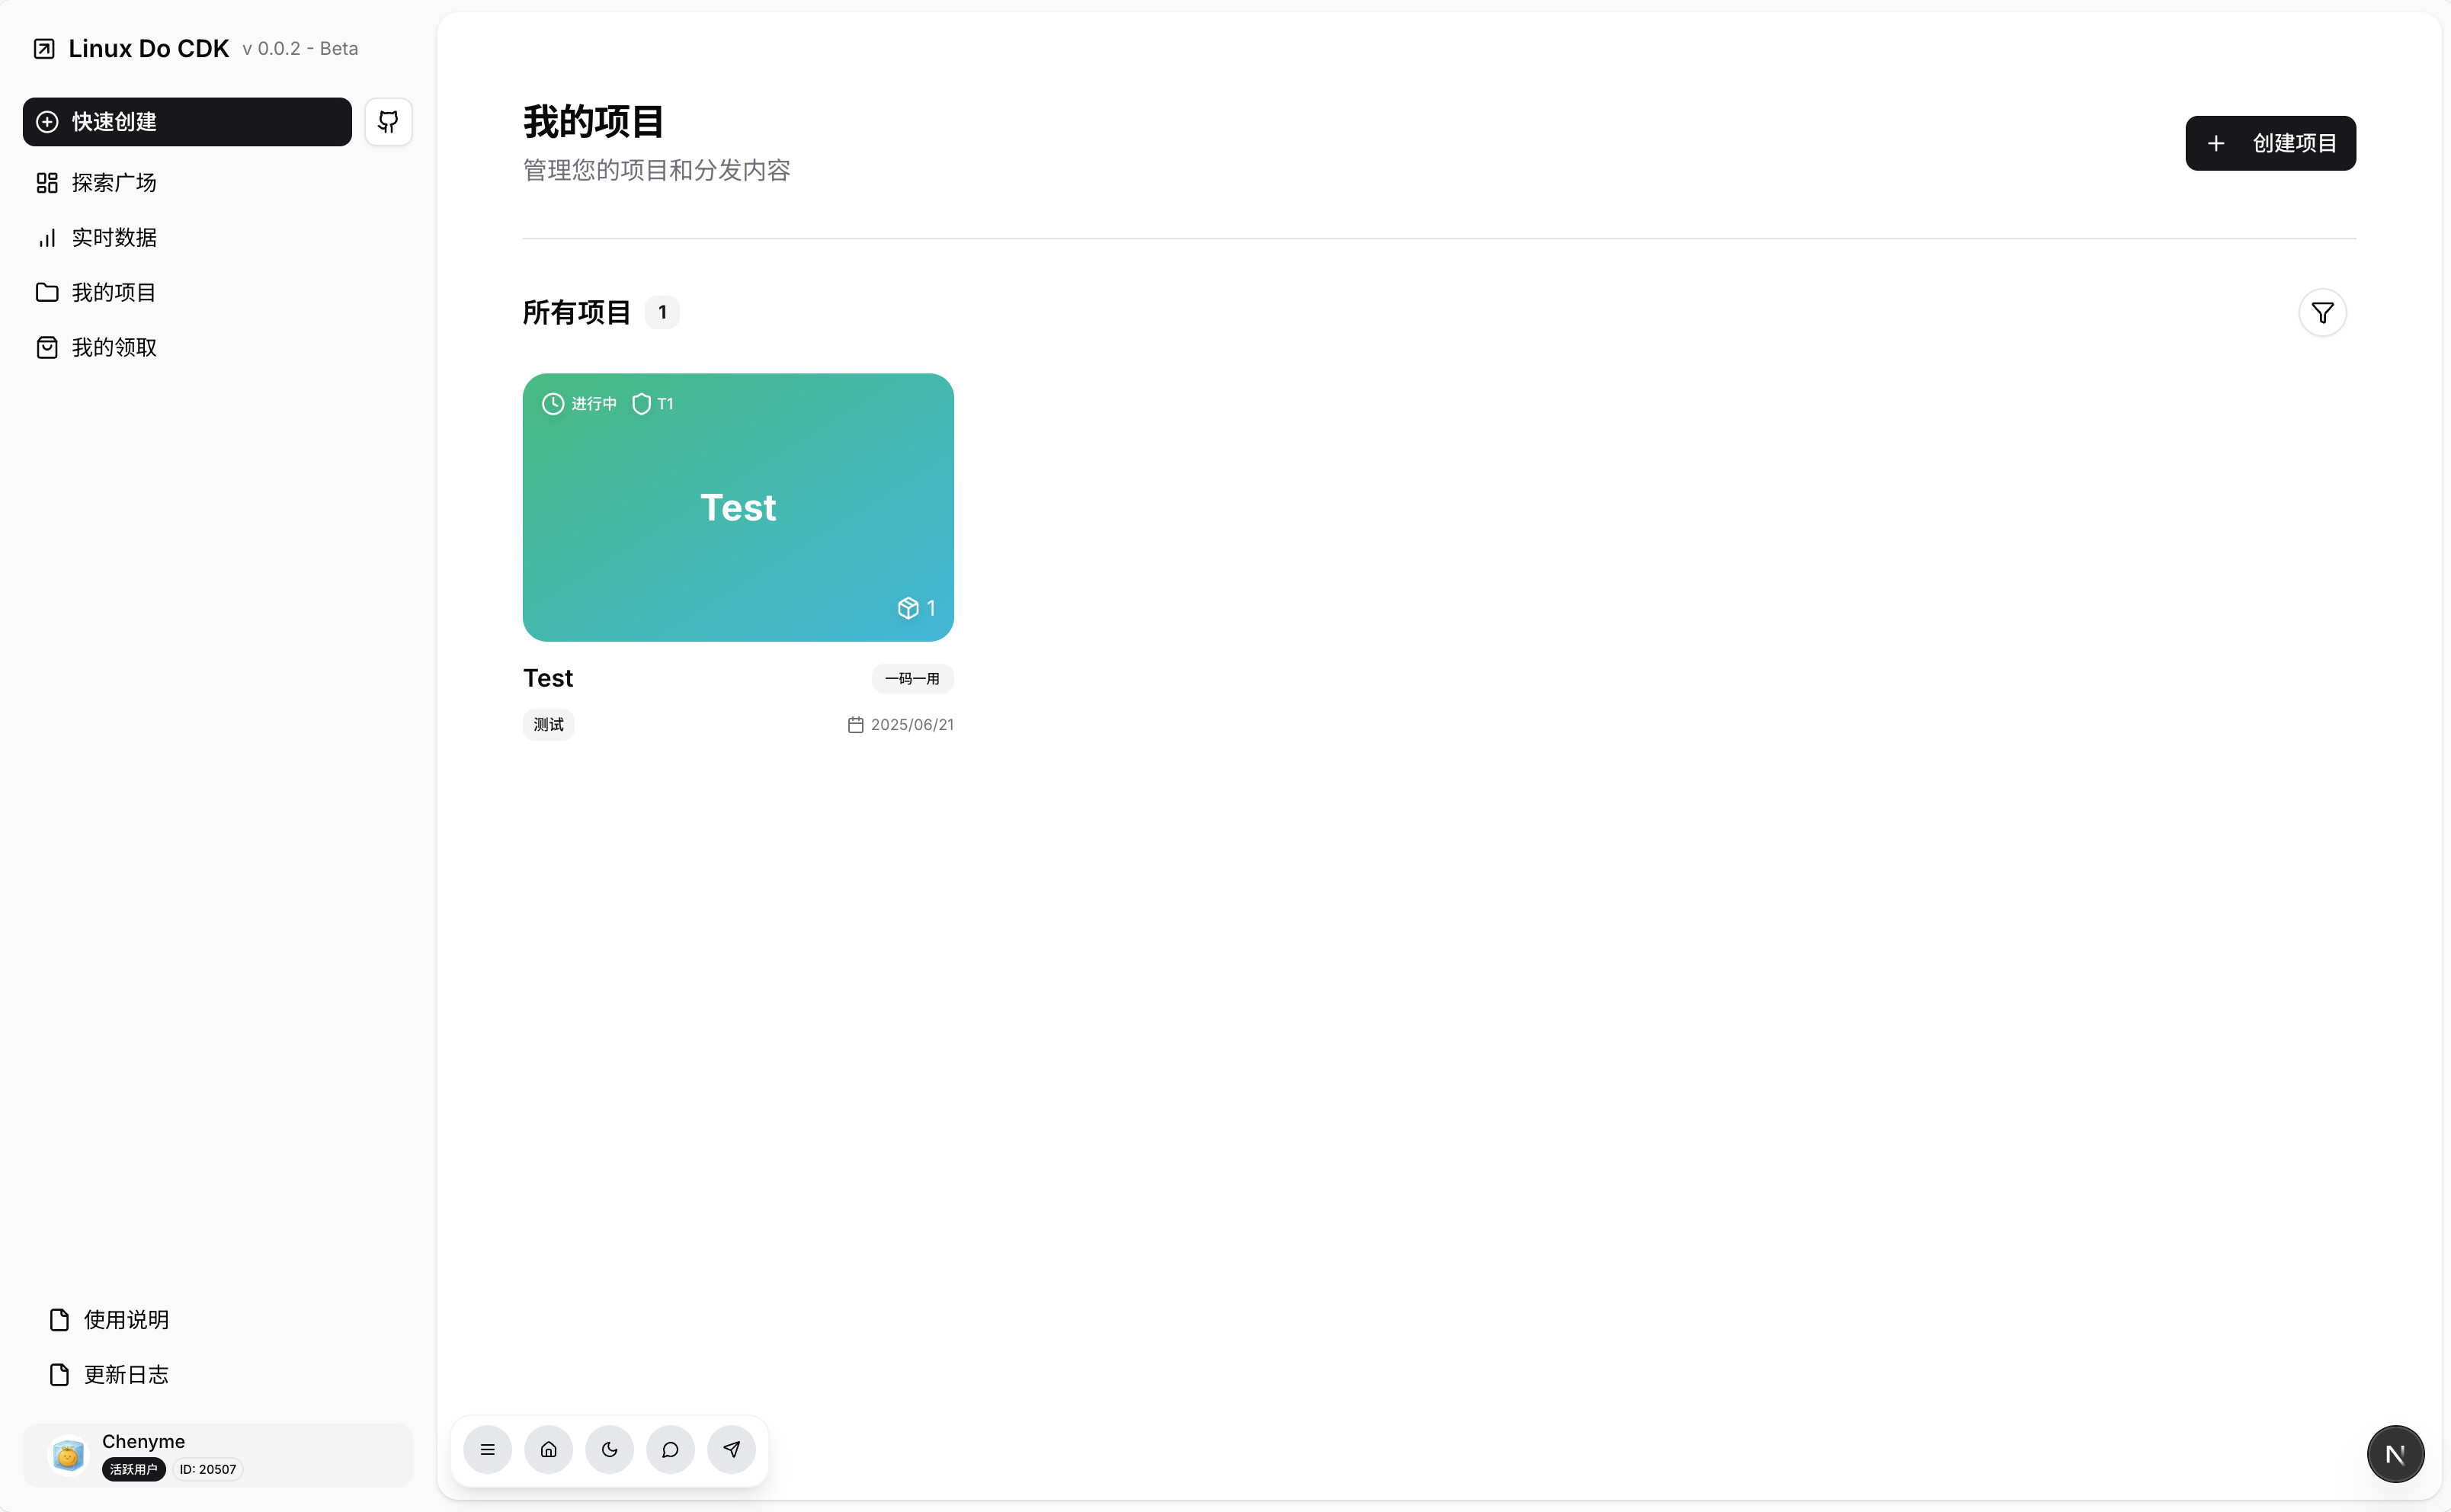 Linux Do CDK v 0.0.2 - Beta
快速创建
探索广场
实时数据
我的项目
我的领取
使用说明
更新日志
Chenyme
活跃用户 ID: 20507
我的项目
管理您的项目和分发内容
创建项目
所有项目 1
进行中 T1
Test
1
Test 一码一用
测试 2025/06/21
N